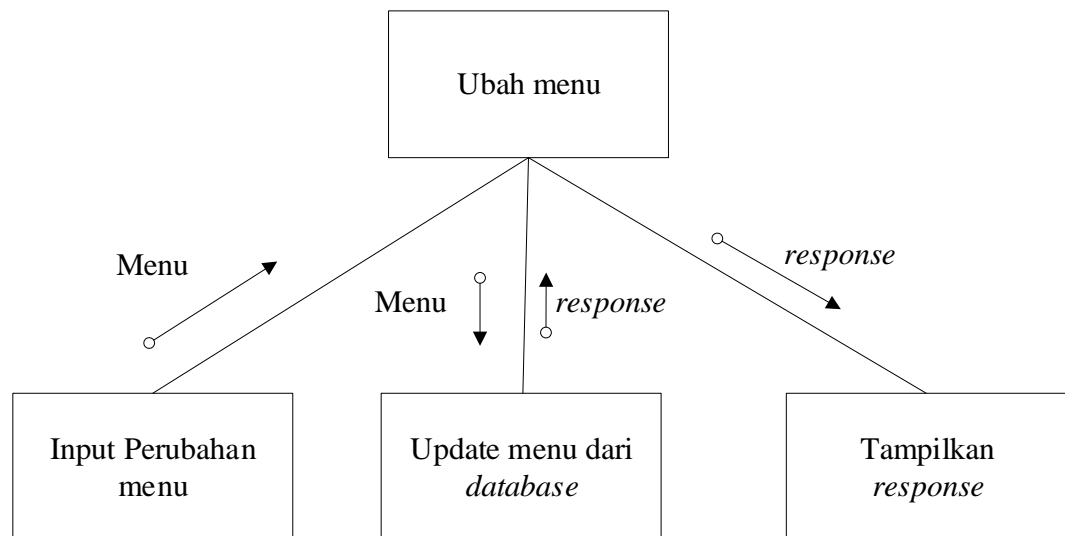 Ubah menu
Menu
response
Menu
response
Input Perubahan
menu
Update menu dari
database
Tampilkan
response